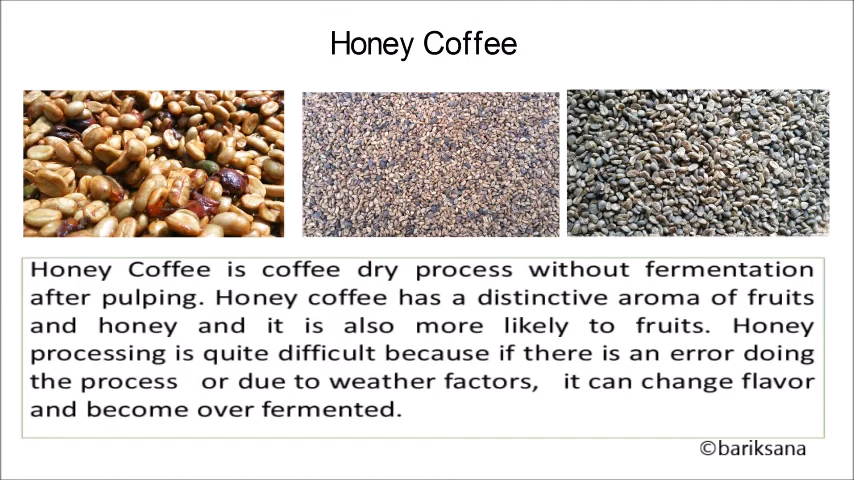 Honey Coffee
Honey Coffee is coffee dry process without fermentation
after pulping. Honey coffee has a distinctive aroma of fruits
and honey and it is also more likely to fruits. Honey
processing is quite difficult because if there is an error doing
the process or due to weather factors, it can change flavor
and become over fermented.
©bariksana